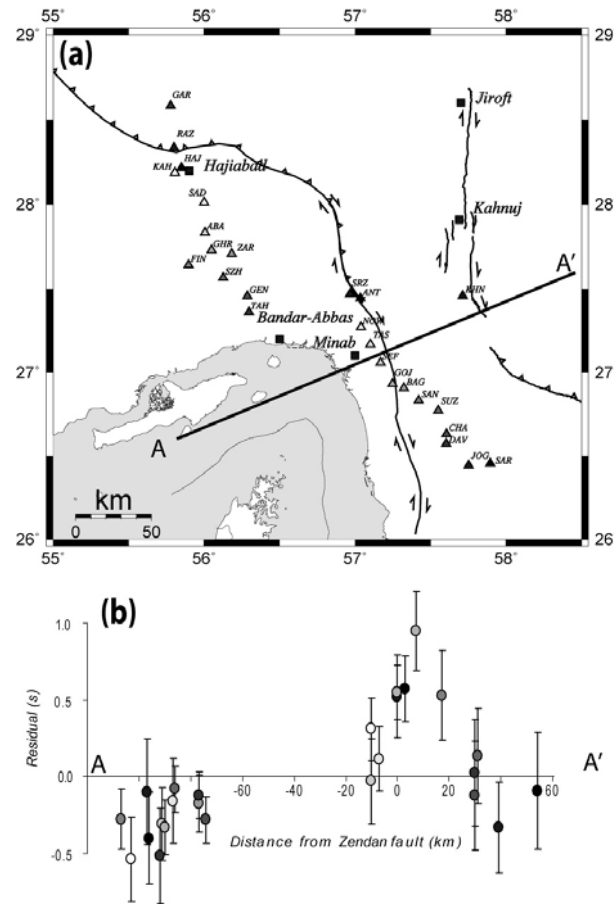 (a)
55 56 57 58
29 29
GAR
RAZ
HAJ
KAH
Hajiabad
Jiroft
28 28
SAD
Kahnuj
ABA
GHR ZAR
FIN
SZH
A'
GEN
SRZ
ANT
KHN
TAH
Bandar-Abbas
Minab
TAS
27 27
GOJ
BAG
SAN
SUZ
A
CHA
DAV
JOG SAR
km
0 50
26 26
55 56 57 58
(b)
1.0
0.5
0.0
-0.5
Residual (s)
A A'
-60 -40 -20 0 20 40 60
Distance from Zendan fault (km)